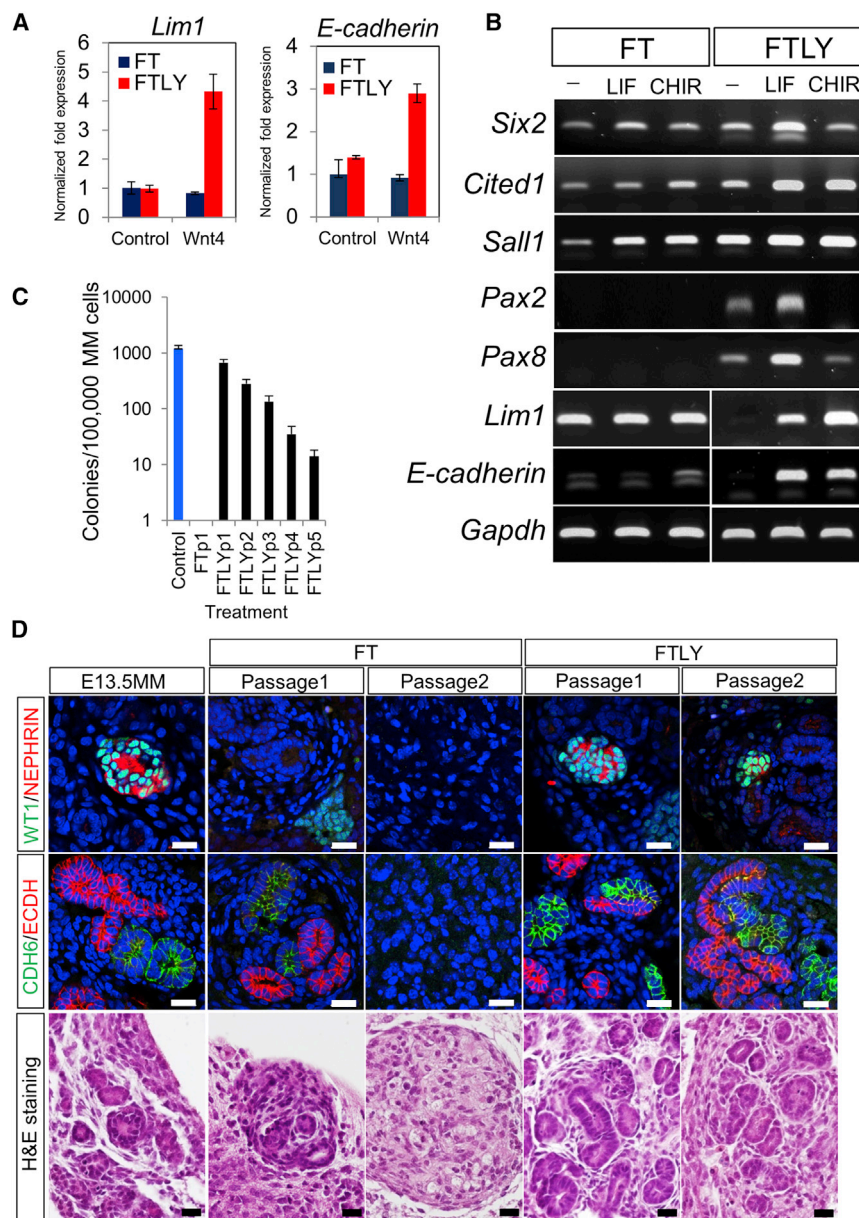 A
Lim1
Normalized fold expression
6
5
4
3
2
1
0
FT
FTLY
Control
Wnt4
E-cadherin
Normalized fold expression
4
3
2
1
0
FT
FTLY
Control
Wnt4
B
FT
FTLY
– LIF CHIR – LIF CHIR
Six2
Cited1
Sall1
Pax2
Pax8
Lim1
E-cadherin
Gapdh
C
Colonies/100,000 MM cells
10000
1000
100
10
1
Control
FTp1
FTLYp1
FTLYp2
FTLYp3
FTLYp4
FTLYp5
Treatment
D
FT
FTLY
E13.5MM
Passage1
Passage2
Passage1
Passage2
WT1/NEPHRIN
CDH6/ECDH
H&E staining